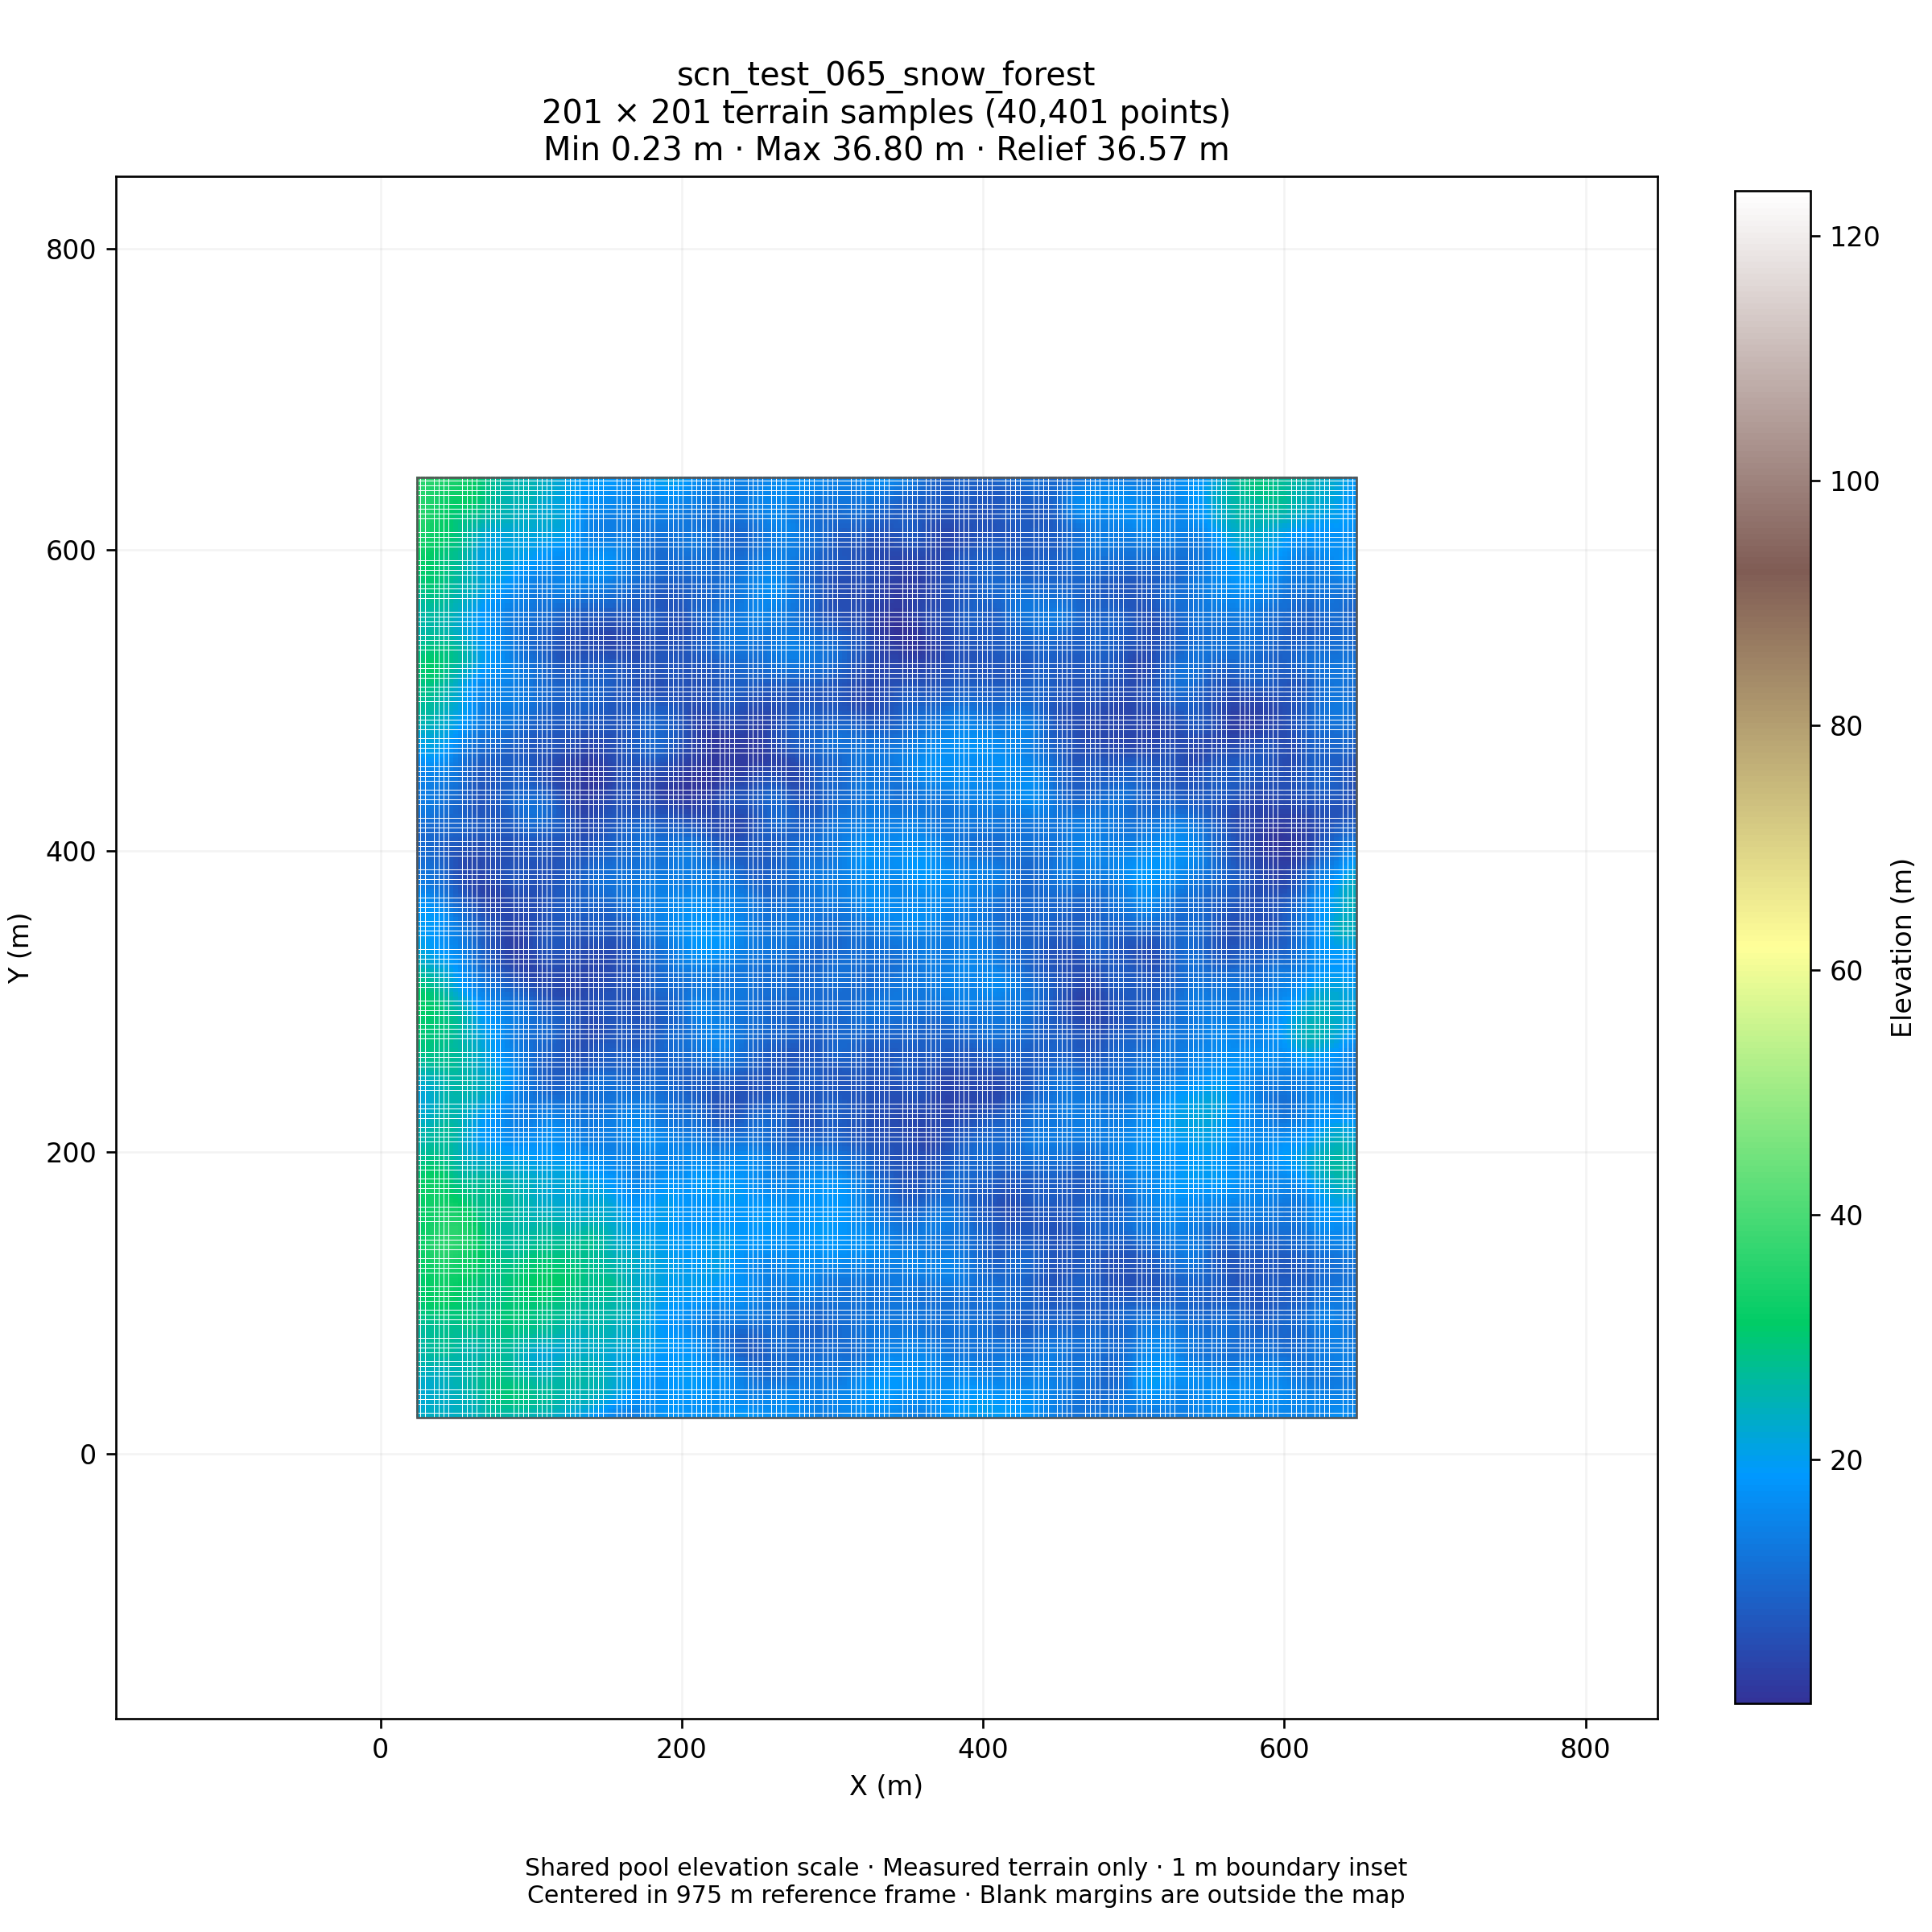 scn_test_065_snow_forest
201 × 201 terrain samples (40,401 points)
Min 0.23 m · Max 36.80 m · Relief 36.57 m
800
600
400
200
0
Y (m)
0 200 400 600 800
X (m)
120
100
80
60
40
20
Elevation (m)
Shared pool elevation scale · Measured terrain only · 1 m boundary inset
Centered in 975 m reference frame · Blank margins are outside the map